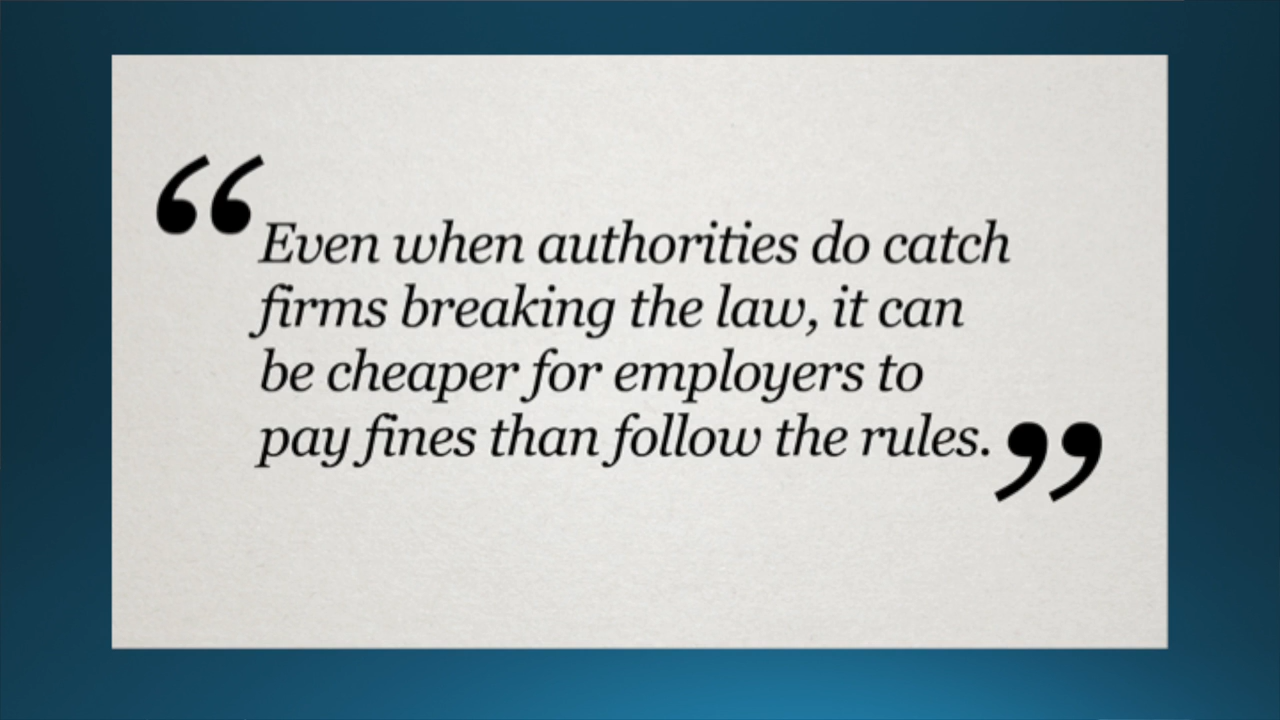 “Even when authorities do catch
firms breaking the law, it can
be cheaper for employers to
pay fines than follow the rules.”